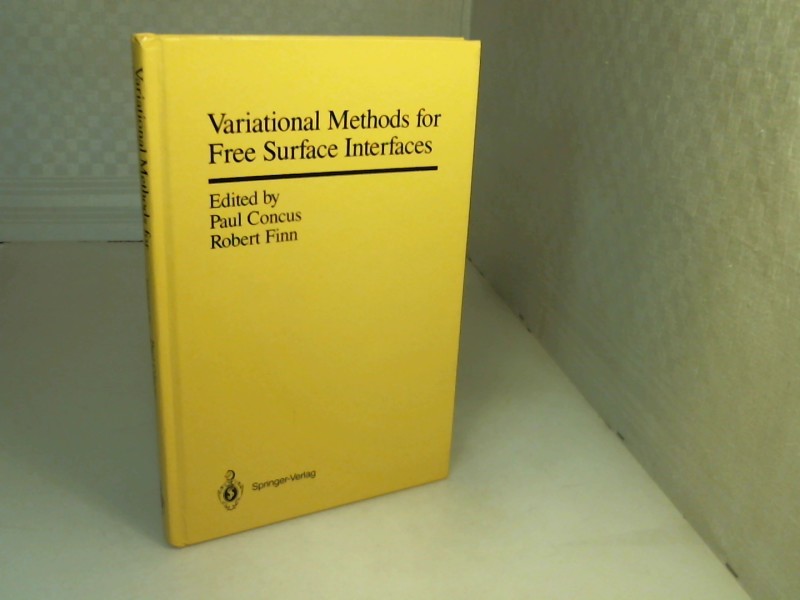 Variational Methods for
Free Surface Interfaces
Edited by
Paul Concus
Robert Finn
Springer-Verlag
Variational Methods for